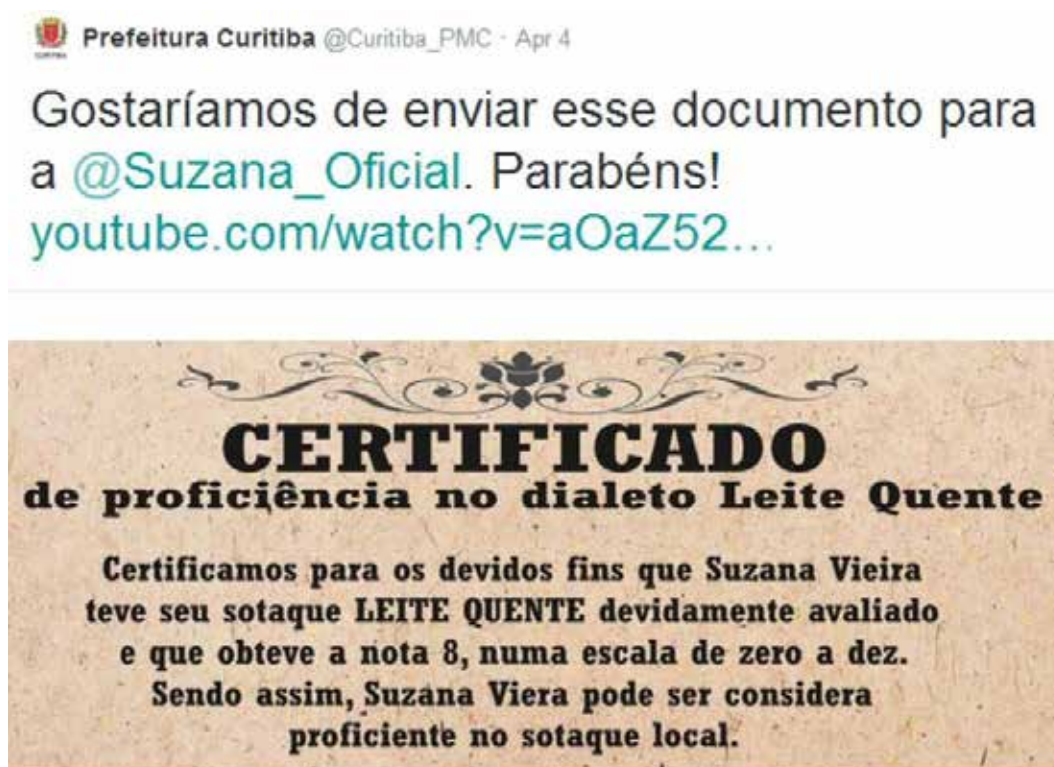 Prefeitura Curitiba @Curitiba_PMC · Apr 4
Gostaríamos de enviar esse documento para
a @Suzana_Oficial. Parabéns!
youtube.com/watch?v=aOaZ52...
CERTIFICADO
de proficiência no dialeto Leite Quente
Certificamos para os devidos fins que Suzana Vieira
teve seu sotaque LEITE QUENTE devidamente avaliado
e que obteve a nota 8, numa escala de zero a dez.
Sendo assim, Suzana Viera pode ser considera
proficiente no sotaque local.